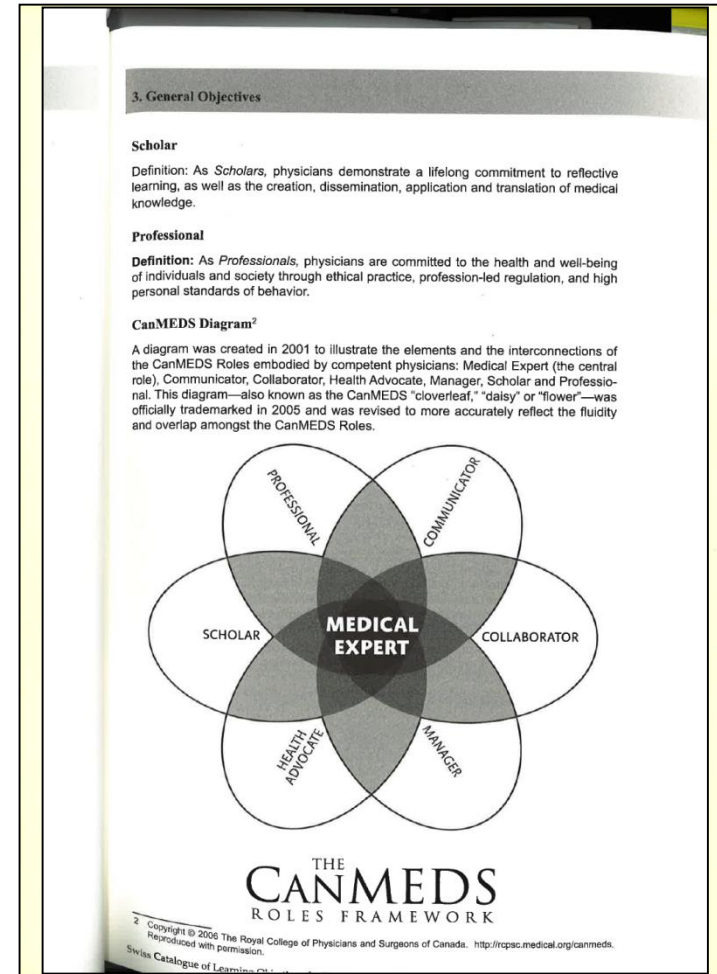 3. General Objectives
Scholar
Definition: As Scholars, physicians demonstrate a lifelong commitment to reflective
learning, as well as the creation, dissemination, application and translation of medical
knowledge.
Professional
Definition: As Professionals, physicians are committed to the health and well-being
of individuals and society through ethical practice, profession-led regulation, and high
personal standards of behavior.
CanMEDS Diagram²
A diagram was created in 2001 to illustrate the elements and the interconnections of
the CanMEDS Roles embodied by competent physicians: Medical Expert (the central
role), Communicator, Collaborator, Health Advocate, Manager, Scholar and Professio-
nal. This diagram—also known as the CanMEDS "cloverleaf," "daisy" or "flower"—was
officially trademarked in 2005 and was revised to more accurately reflect the fluidity
and overlap amongst the CanMEDS Roles.
PROFESSIONAL
COMMUNICATOR
SCHOLAR
MEDICAL
EXPERT
COLLABORATOR
HEALTH
ADVOCATE
MANAGER
THE
CANMEDS
ROLES FRAMEWORK
2 Copyright © 2006 The Royal College of Physicians and Surgeons of Canada. http://rcpsc.medical.org/canmeds.
Reproduced with permission.
Swiss Catalogue of Learning